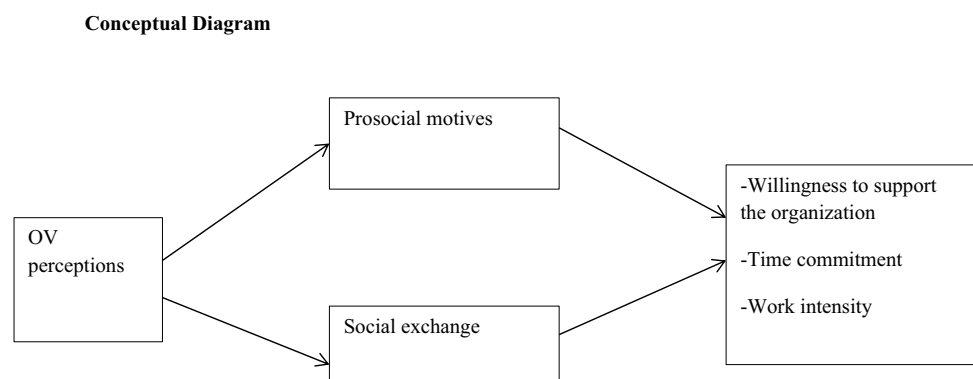 Conceptual Diagram
Prosocial motives
-Willingness to support
the organization
OV
perceptions
-Time commitment
-Work intensity
Social exchange